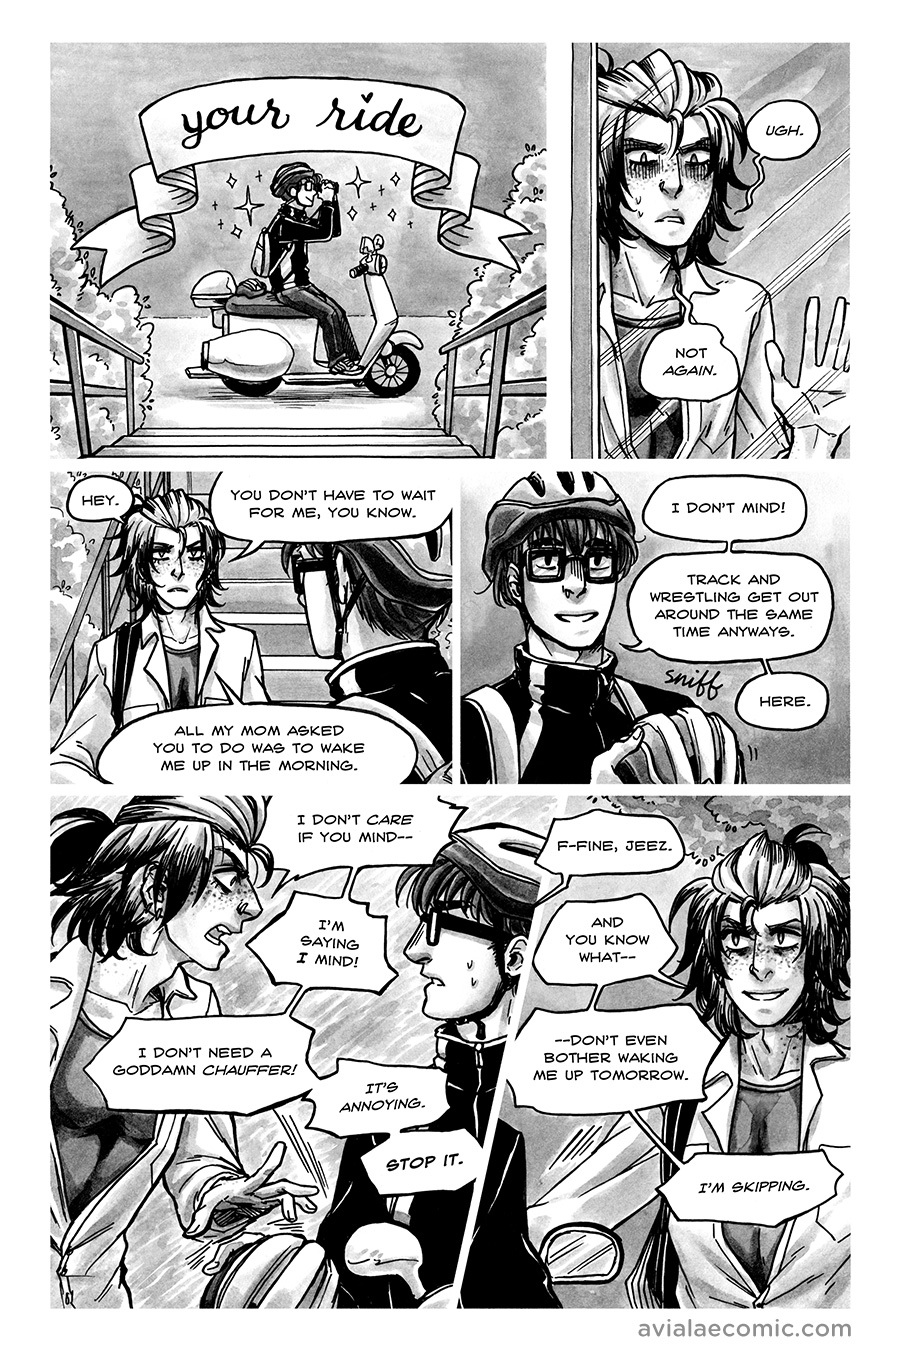 your ride
UGH.
NOT
AGAIN.
HEY.
YOU DON'T HAVE TO WAIT
FOR ME, YOU KNOW.
ALL MY MOM ASKED
YOU TO DO WAS TO WAKE
ME UP IN THE MORNING.
I DON'T MIND!
TRACK AND
WRESTLING GET OUT
AROUND THE SAME
TIME ANYWAYS.
sniff
HERE.
I DON'T CARE
IF YOU MIND--
I'M
SAYING
I MIND!
I DON'T NEED A
GODDAMN CHAUFFER!
IT'S
ANNOYING.
STOP IT.
F-FINE, JEEZ.
AND
YOU KNOW
WHAT--
--DON'T EVEN
BOTHER WAKING
ME UP TOMORROW.
I'M SKIPPING.
avialaecomic.com